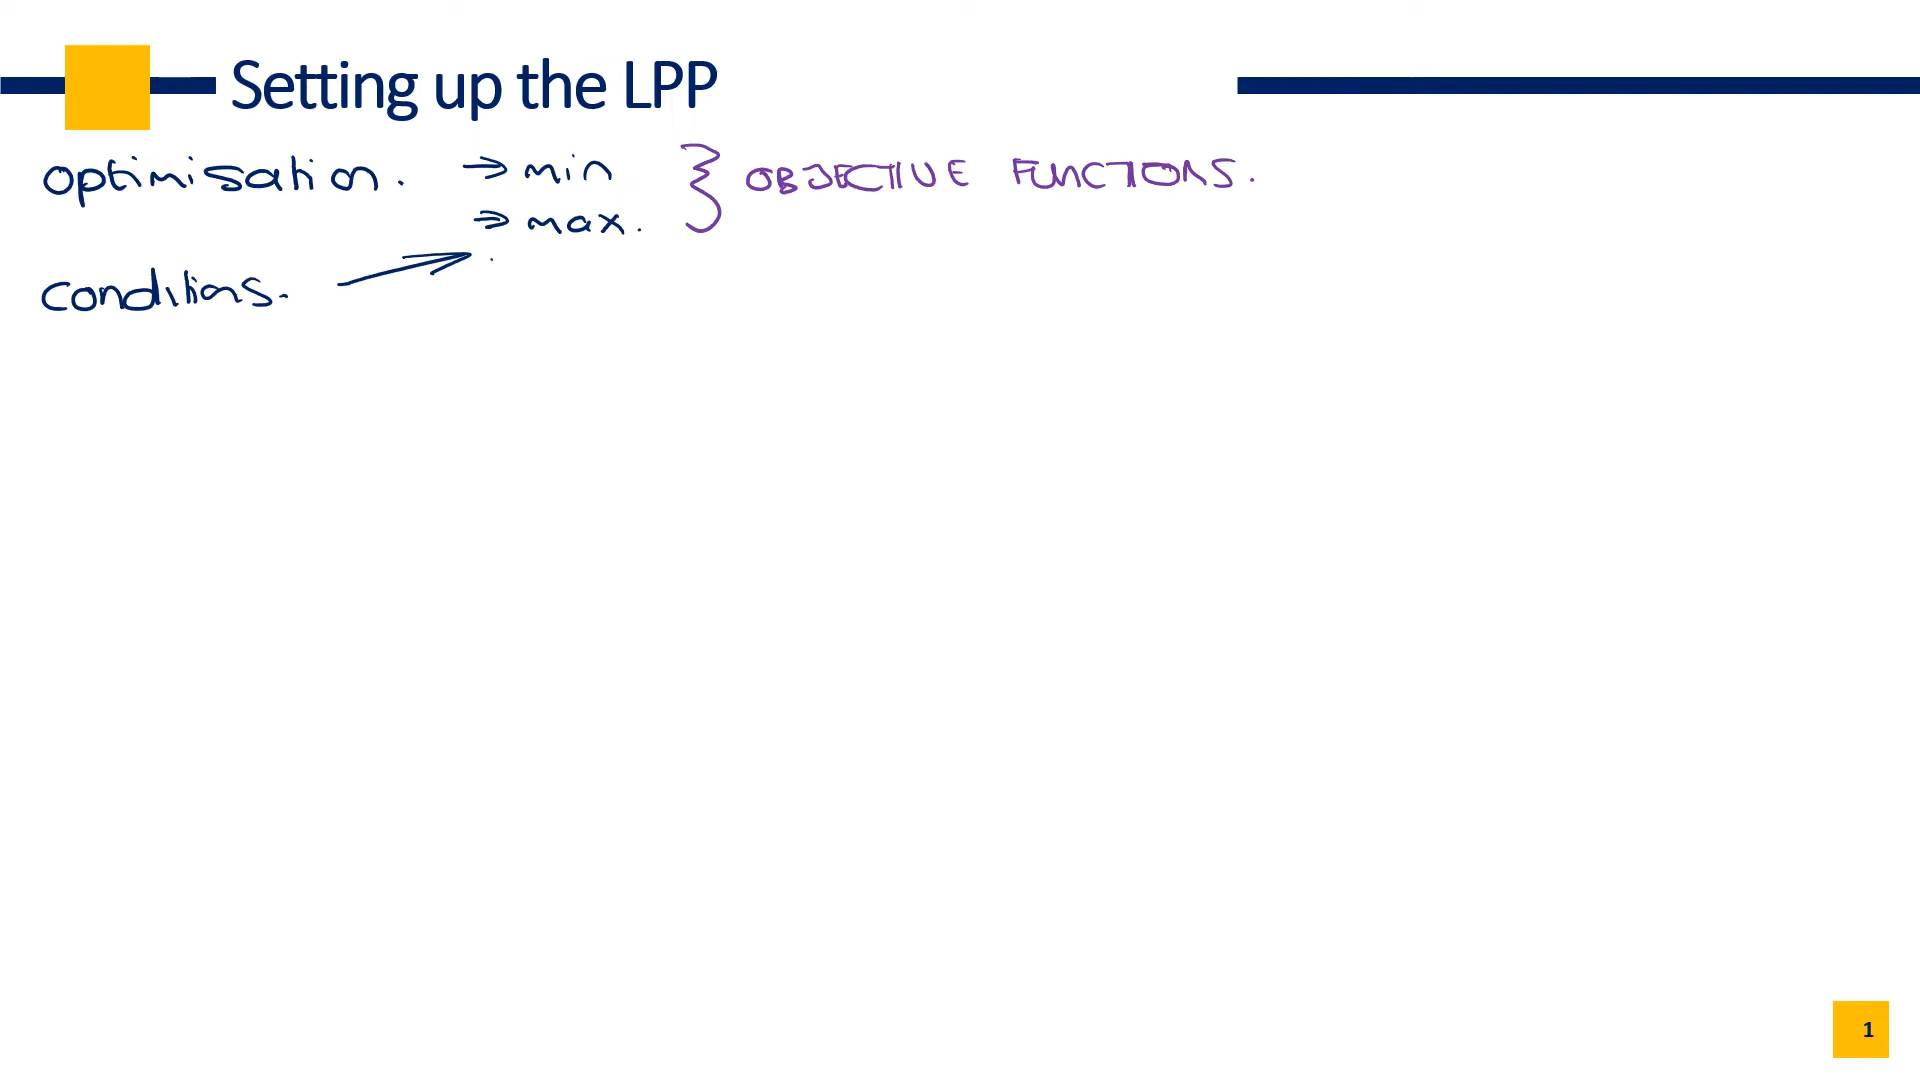 Setting up the LPP
optimisation. → min } OBJECTIVE FUNCTIONS.
⇒ max.
conditions.
1